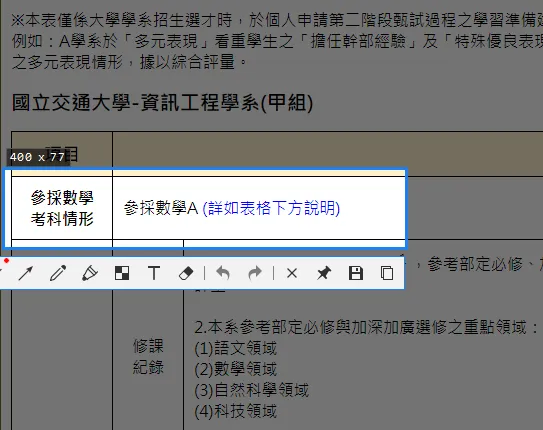 ※本表僅係大學學系招生選才時，於個人申請第二階段甄試過程之學習準備建
例如：A學系於「多元表現」看重學生之「擔任幹部經驗」及「特殊優良表現
之多元表現情形，據以綜合評量。
國立交通大學-資訊工程學系(甲組)
400 x 77
項目
參採數學
考科情形
參採數學A (詳如表格下方說明)
，參考部定必修、加
2.本系參考部定必修與加深加廣選修之重點領域：
修課
紀錄
(1)語文領域
(2)數學領域
(3)自然科學領域
(4)科技領域